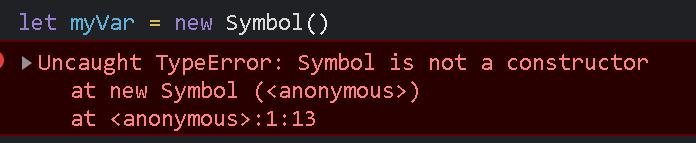 let myVar = new Symbol()
Uncaught TypeError: Symbol is not a constructor
at new Symbol (<anonymous>)
at <anonymous>:1:13